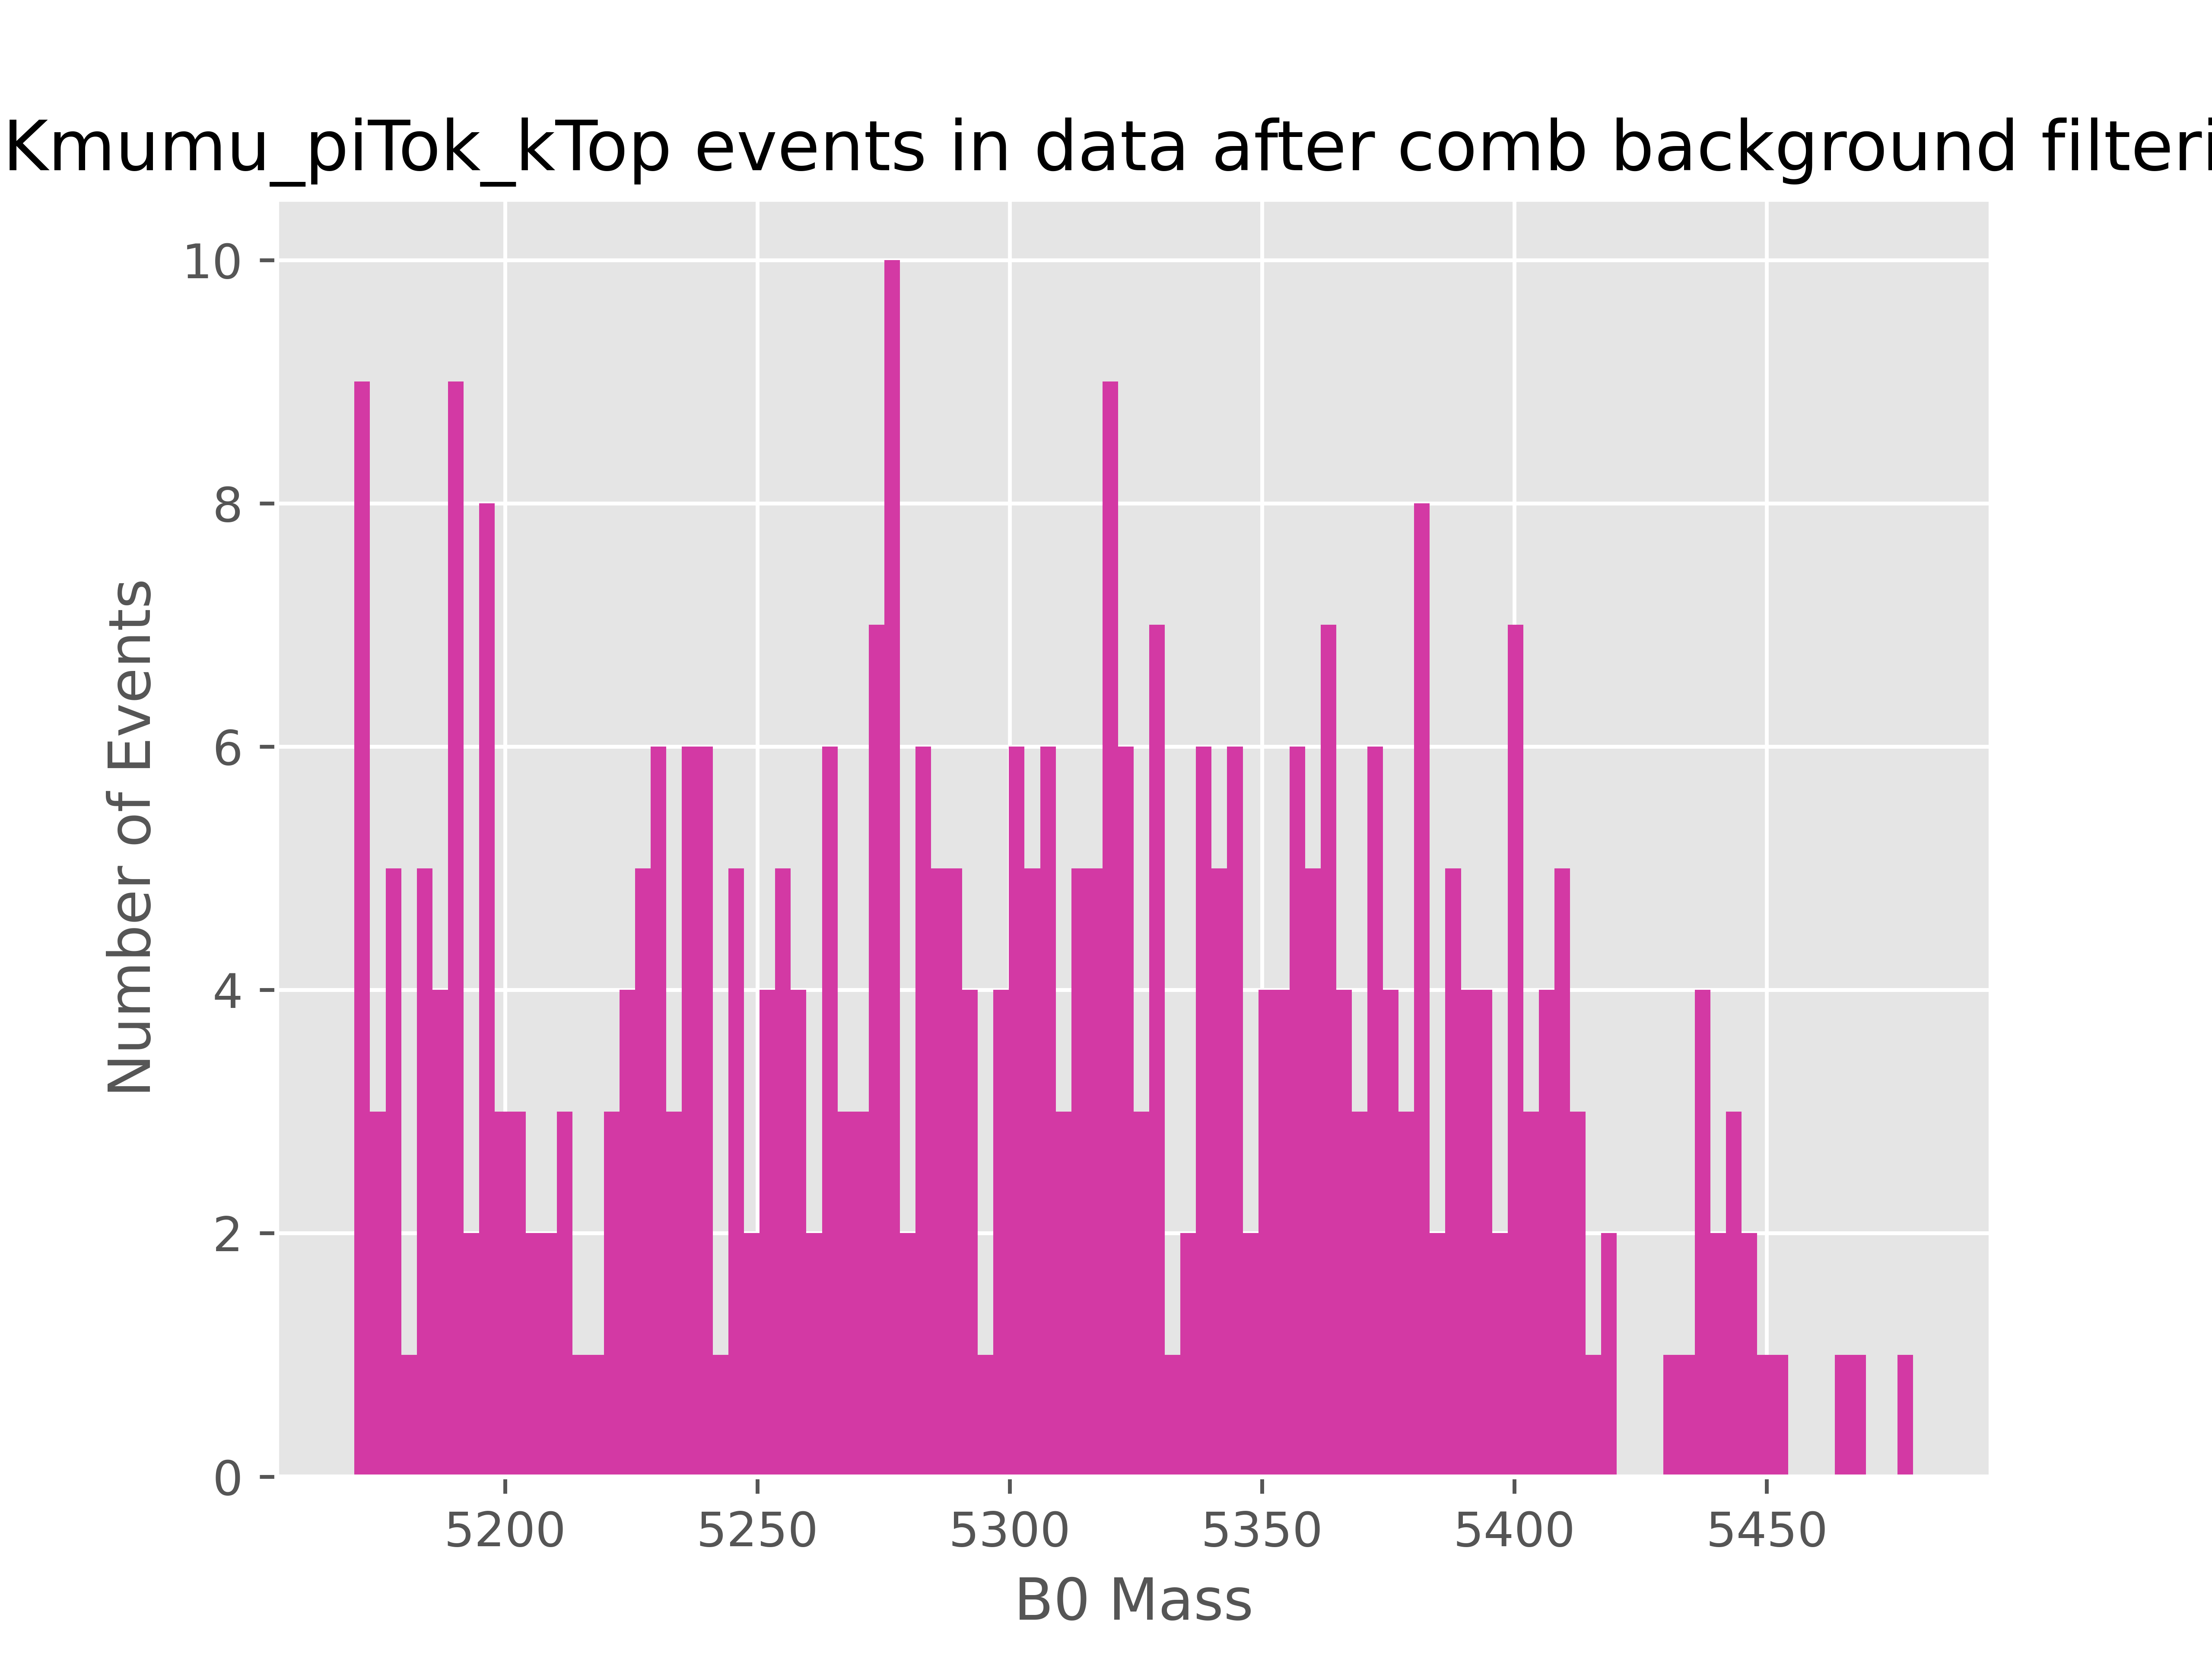 Kmumu_piTok_kTop events in data after comb background filteri
10
8
6
4
2
0
Number of Events
5200 5250 5300 5350 5400 5450
B0 Mass